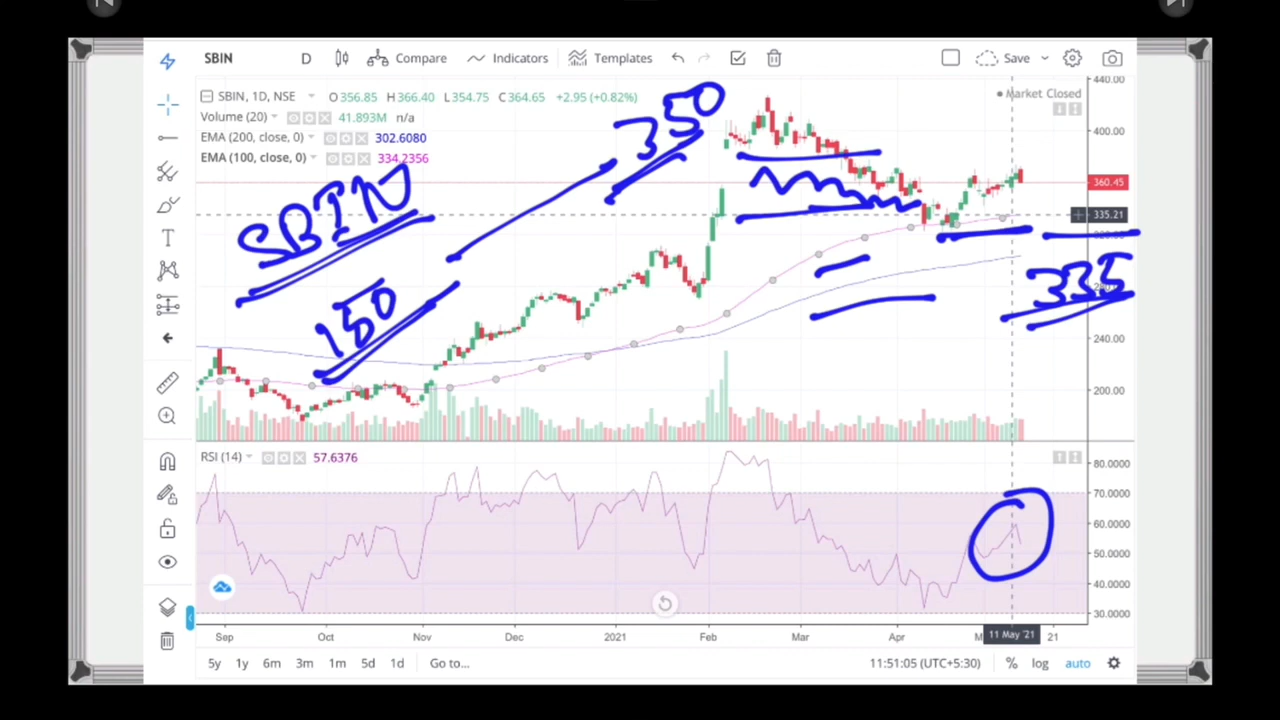 SBIN D Compare Indicators Templates Save
SBIN, 1D, NSE O356.85 H366.40 L354.75 C364.65 +2.95 (+0.82%)
Market Closed
Volume (20) 41.893M n/a
EMA (200, close, 0) 302.6080
EMA (100, close, 0) 334.2356
440.00
400.00
360.45
335.21
240.00
200.00
SBIN
150
350
335
RSI (14) 57.6376
80.0000
70.0000
60.0000
50.0000
40.0000
30.0000
Sep Oct Nov Dec 2021 Feb Mar Apr 11 May '21 21
5y 1y 6m 3m 1m 5d 1d Go to... 11:51:05 (UTC+5:30) % log auto